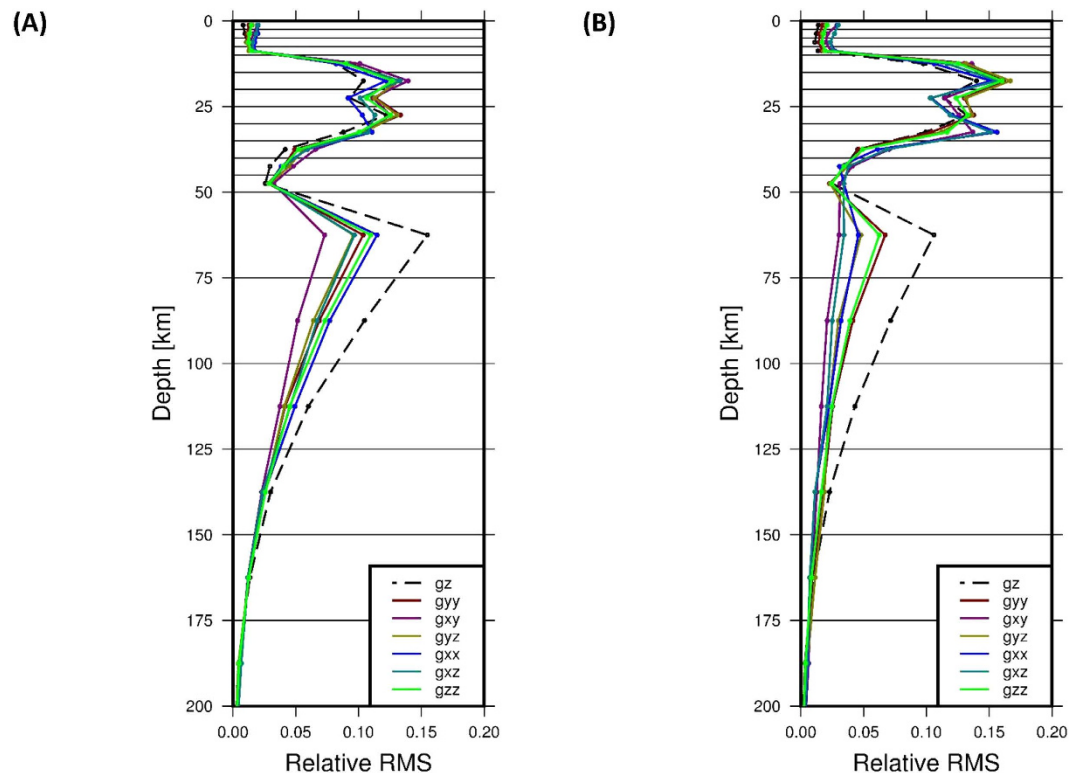 (A)
0
25
50
75
100
125
150
175
200
Depth [km]
0.00 0.05 0.10 0.15 0.20
Relative RMS
gz
gyy
gxy
gyz
gxx
gxz
gzz
(B)
0
25
50
75
100
125
150
175
200
Depth [km]
0.00 0.05 0.10 0.15 0.20
Relative RMS
gz
gyy
gxy
gyz
gxx
gxz
gzz